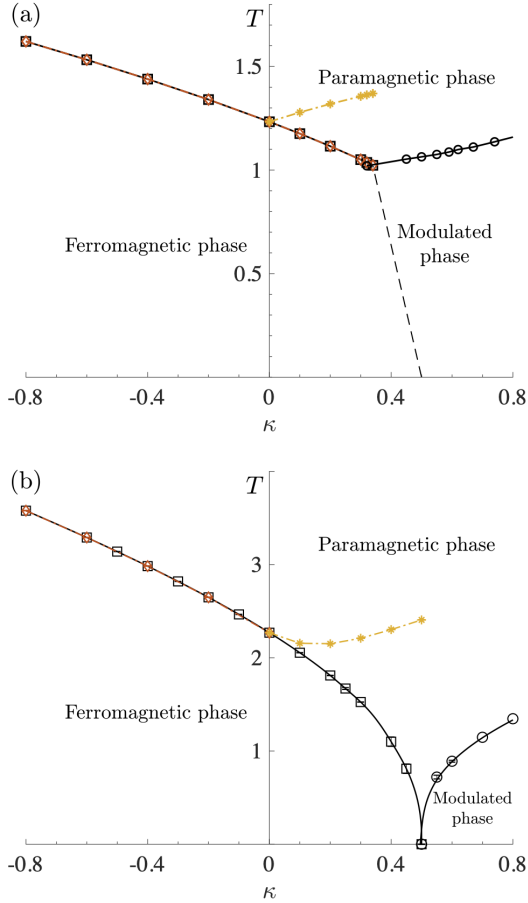 (a)
T
1.5
Paramagnetic phase
1
Ferromagnetic phase
Modulated
phase
0.5
-0.8
-0.4
0
0.4
0.8
κ
(b)
T
3
Paramagnetic phase
2
Ferromagnetic phase
1
Modulated
phase
-0.8
-0.4
0
0.4
0.8
κ